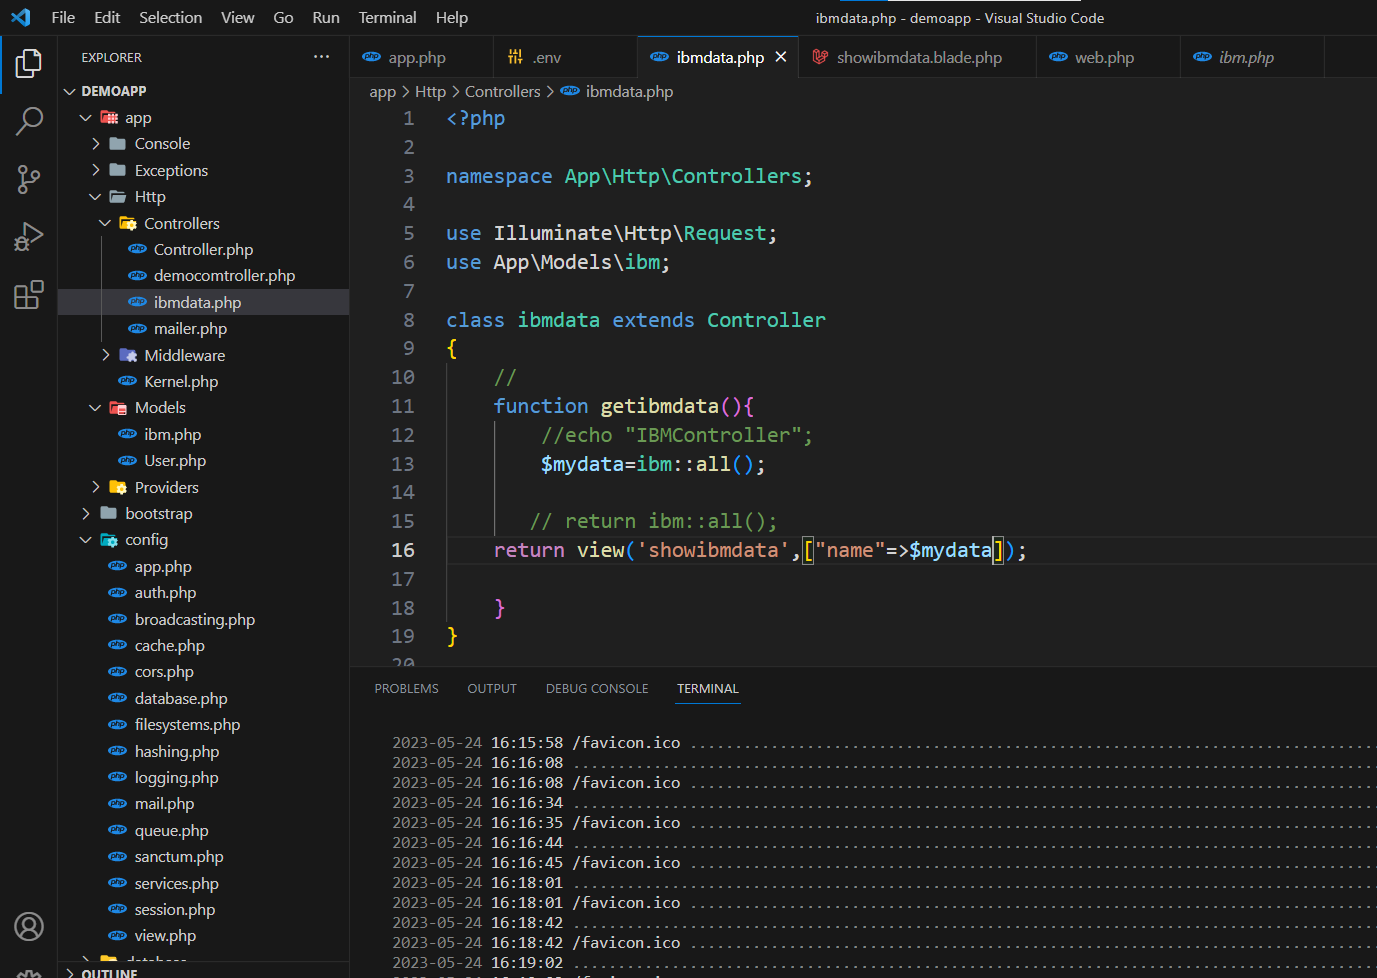 File Edit Selection View Go Run Terminal Help
ibmdata.php - demoapp - Visual Studio Code
EXPLORER
DEMOAPP
app
Console
Exceptions
Http
Controllers
Controller.php
democomtroller.php
ibmdata.php
mailer.php
Middleware
Kernel.php
Models
ibm.php
User.php
Providers
bootstrap
config
app.php
auth.php
broadcasting.php
cache.php
cors.php
database.php
filesystems.php
hashing.php
logging.php
mail.php
queue.php
sanctum.php
services.php
session.php
view.php
database
OUTLINE
app.php .env ibmdata.php showibmdata.blade.php web.php ibm.php
app > Http > Controllers > ibmdata.php
1 <?php
2
3 namespace App\Http\Controllers;
4
5 use Illuminate\Http\Request;
6 use App\Models\ibm;
7
8 class ibmdata extends Controller
9 {
10 //
11 function getibmdata(){
12 //echo "IBMController";
13 $mydata=ibm::all();
14
15 // return ibm::all();
16 return view('showibmdata',["name"=>$mydata]);
17
18 }
19 }
20
PROBLEMS OUTPUT DEBUG CONSOLE TERMINAL
2023-05-24 16:15:58 /favicon.ico
2023-05-24 16:16:08
2023-05-24 16:16:08 /favicon.ico
2023-05-24 16:16:34
2023-05-24 16:16:35 /favicon.ico
2023-05-24 16:16:44
2023-05-24 16:16:45 /favicon.ico
2023-05-24 16:18:01
2023-05-24 16:18:01 /favicon.ico
2023-05-24 16:18:42
2023-05-24 16:18:42 /favicon.ico
2023-05-24 16:19:02